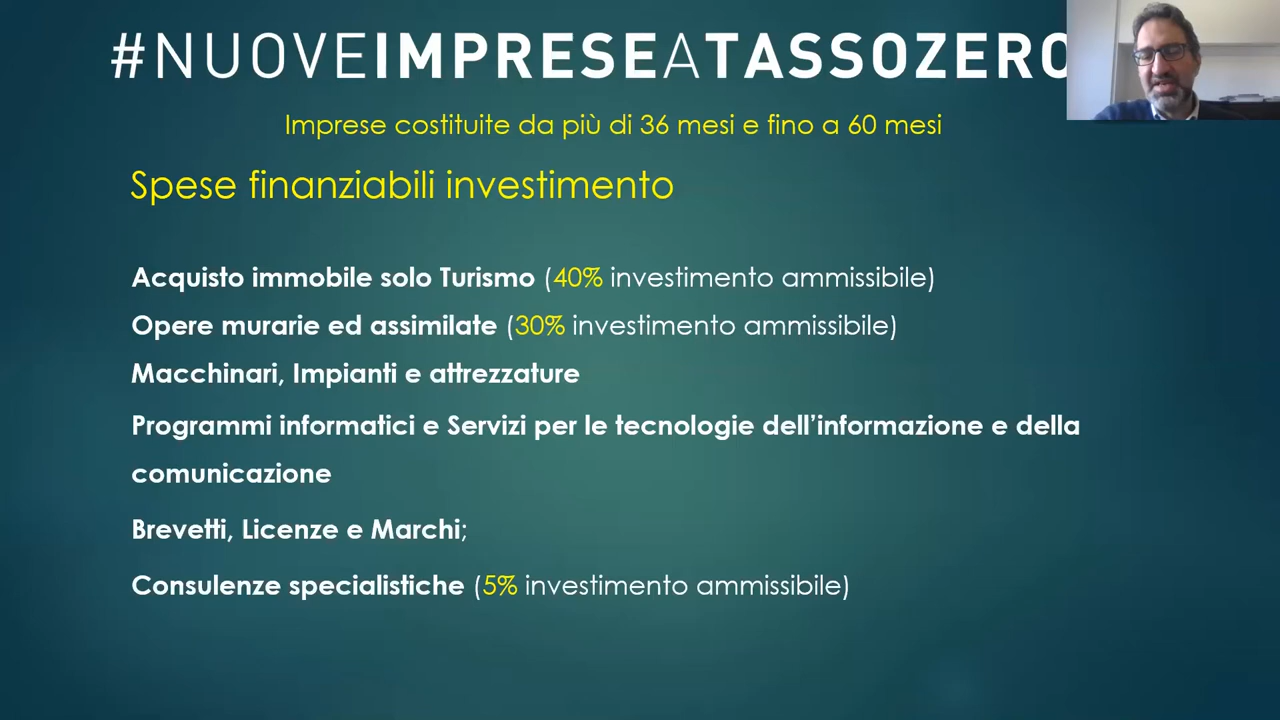 #NUOVEIMPRESEATASSOZERO
Imprese costituite da più di 36 mesi e fino a 60 mesi
Spese finanziabili investimento
Acquisto immobile solo Turismo (40% investimento ammissibile)
Opere murarie ed assimilate (30% investimento ammissibile)
Macchinari, Impianti e attrezzature
Programmi informatici e Servizi per le tecnologie dell'informazione e della
comunicazione
Brevetti, Licenze e Marchi;
Consulenze specialistiche (5% investimento ammissibile)